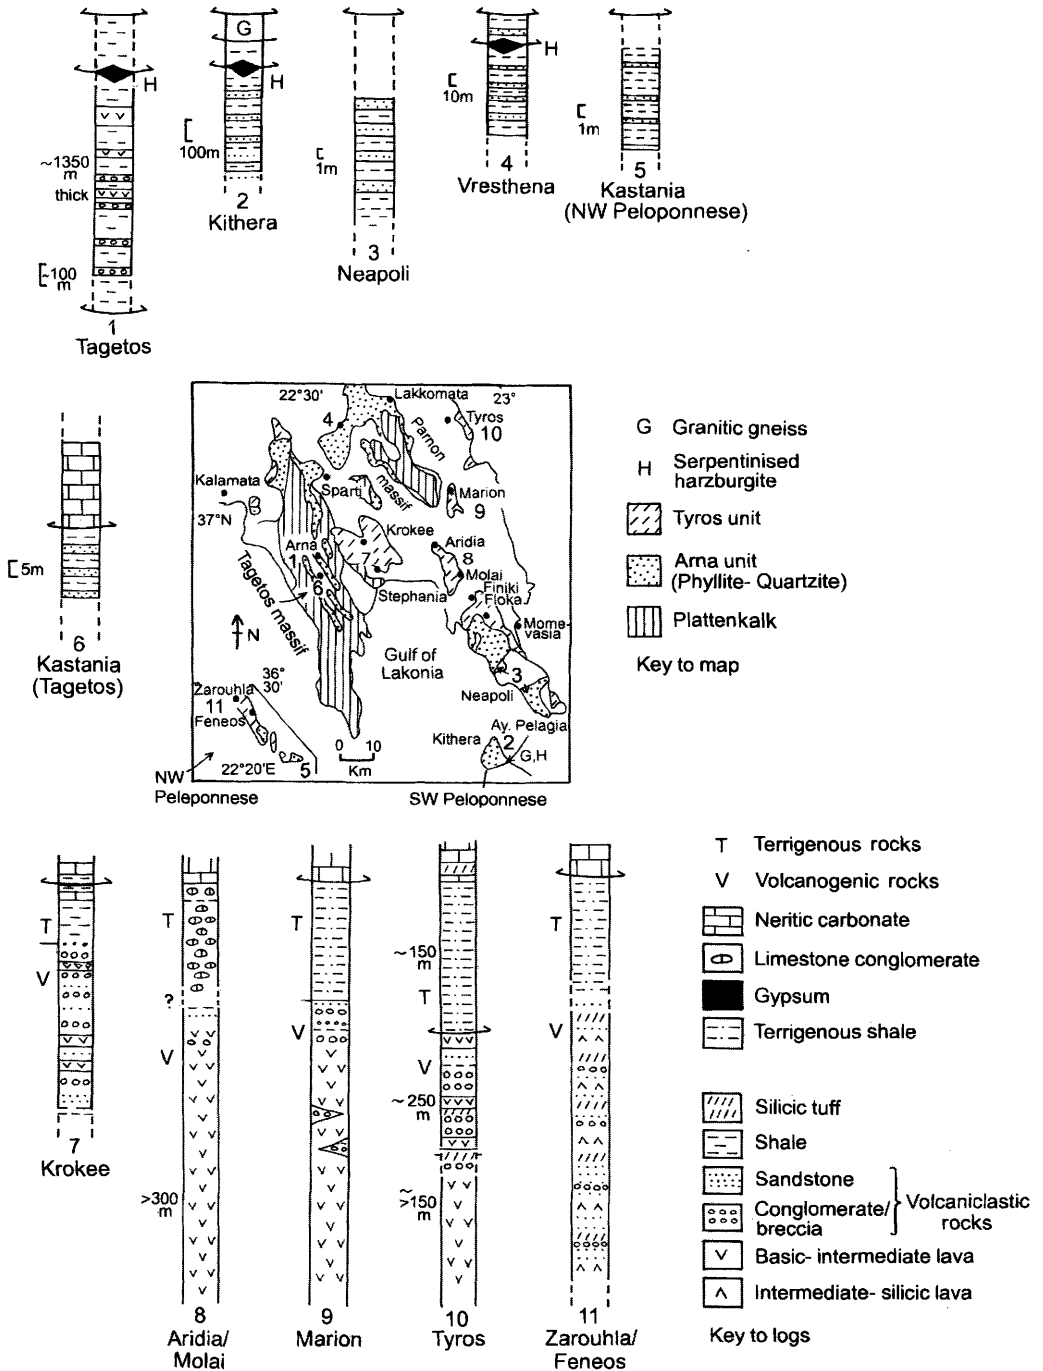 G
H
~1350
m
thick
~100
m
1
Tagetos
H
100m
2
Kithera
1m
3
Neapoli
H
10m
4
Vresthena
1m
5
Kastania
(NW Peloponnese)
5m
6
Kastania
(Tagetos)
22°30'
Lakkomata
23°
4
Tyros
10
Parnon
massif
Kalamata
Sparti
Marion
9
37°N
Krokee
Arna
1
7
Aridia
8
6
Molai
Stephania
Finiki
Floka
Tagetos massif
N
Mome-
vasia
Gulf of
Lakonia
3
Neapoli
36°
30'
Zarouhla
11
Feneos
Ay. Pelagia
Kithera
2
G,H
0 10
Km
22°20'E
5
NW
Peleponnese
SW Peloponnese
G Granitic gneiss
H Serpentinised
harzburgite
Tyros unit
Arna unit
(Phyllite- Quartzite)
Plattenkalk
Key to map
T
V
7
Krokee
T
?
V
>300
m
8
Aridia/
Molai
T
V
9
Marion
~150
m
T
V
~250
m
~
>150
m
10
Tyros
T
V
11
Zarouhla/
Feneos
T Terrigenous rocks
V Volcanogenic rocks
Neritic carbonate
Limestone conglomerate
Gypsum
Terrigenous shale
Silicic tuff
Shale
Sandstone
Conglomerate/
breccia
Volcaniclastic
rocks
Basic- intermediate lava
Intermediate- silicic lava
Key to logs